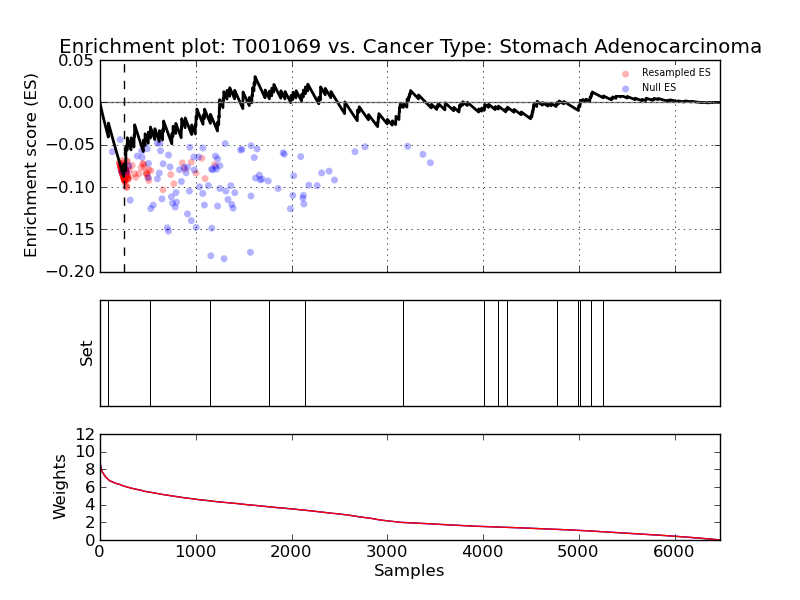 Enrichment plot: T001069 vs. Cancer Type: Stomach Adenocarcinoma
Enrichment score (ES)
0.05
0.00
−0.05
−0.10
−0.15
−0.20
Resampled ES
Null ES
Set
Weights
12
10
8
6
4
2
0
0 1000 2000 3000 4000 5000 6000
Samples